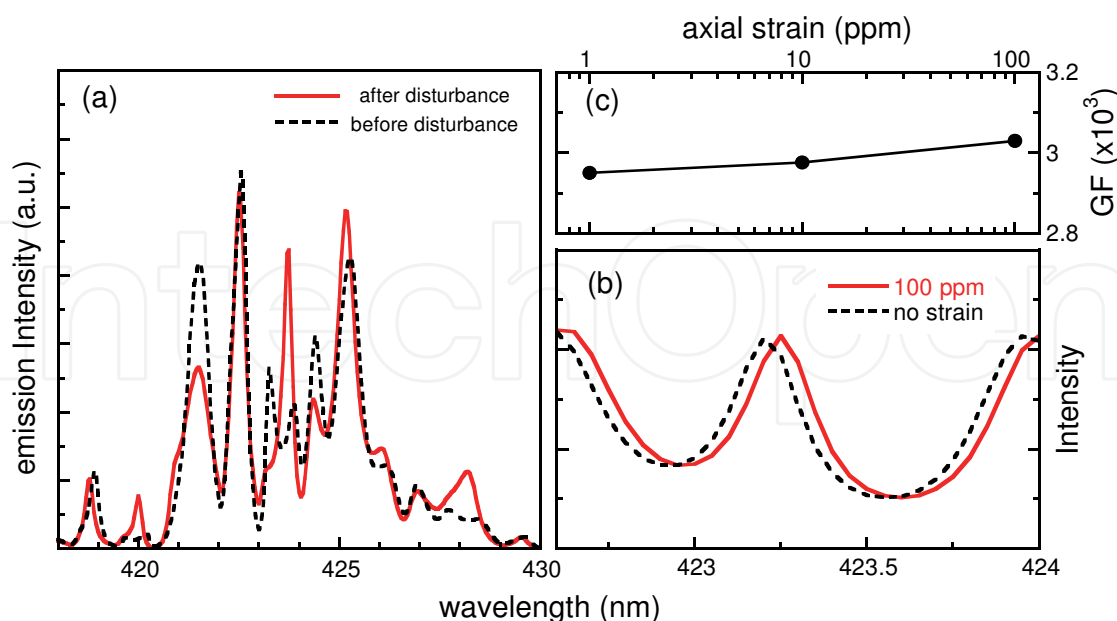 axial strain (ppm)
1 10 100
(a)
after disturbance
before disturbance
emission Intensity (a.u.)
420 425 430
(c)
3.2
3
2.8
GF (x10³)
(b)
100 ppm
no strain
Intensity
423 423.5 424
wavelength (nm)
IntechOpen